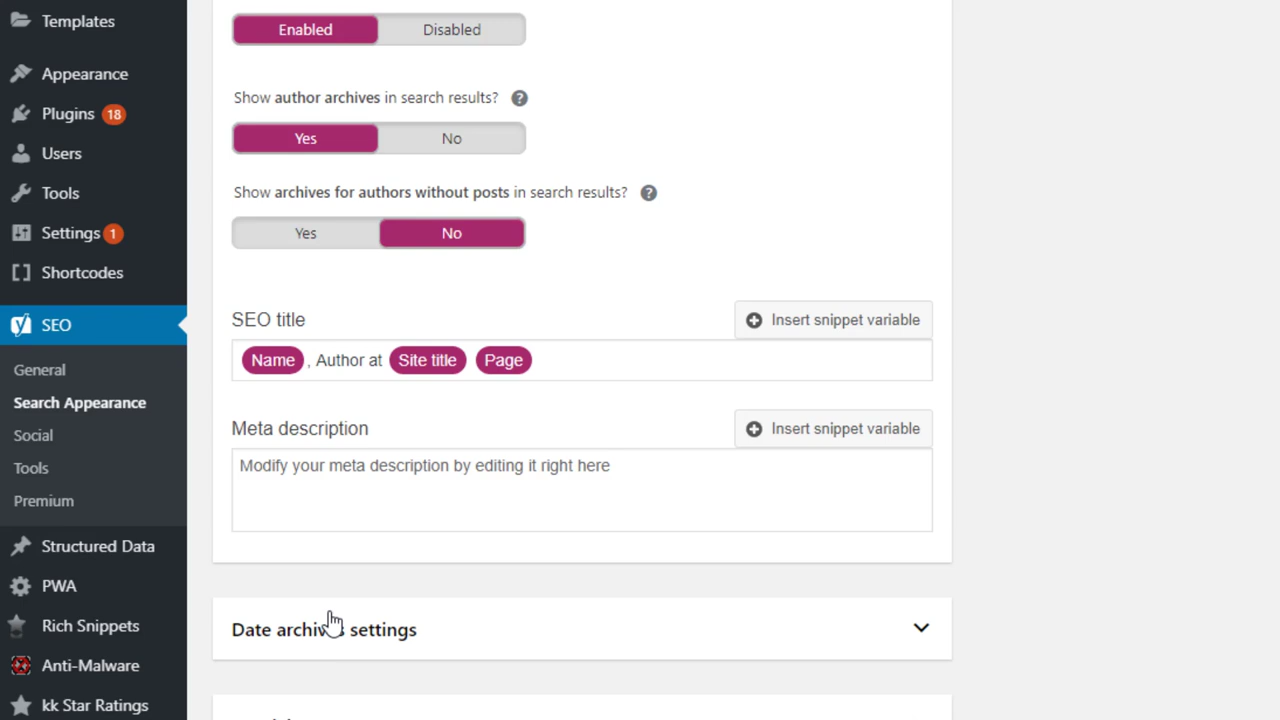 Templates
Appearance
Plugins 18
Users
Tools
Settings 1
Shortcodes
SEO
General
Search Appearance
Social
Tools
Premium
Structured Data
PWA
Rich Snippets
Anti-Malware
kk Star Ratings
Enabled Disabled
Show author archives in search results? ?
Yes No
Show archives for authors without posts in search results? ?
Yes No
SEO title Insert snippet variable
Name , Author at Site title Page
Meta description Insert snippet variable
Modify your meta description by editing it right here
Date archives settings